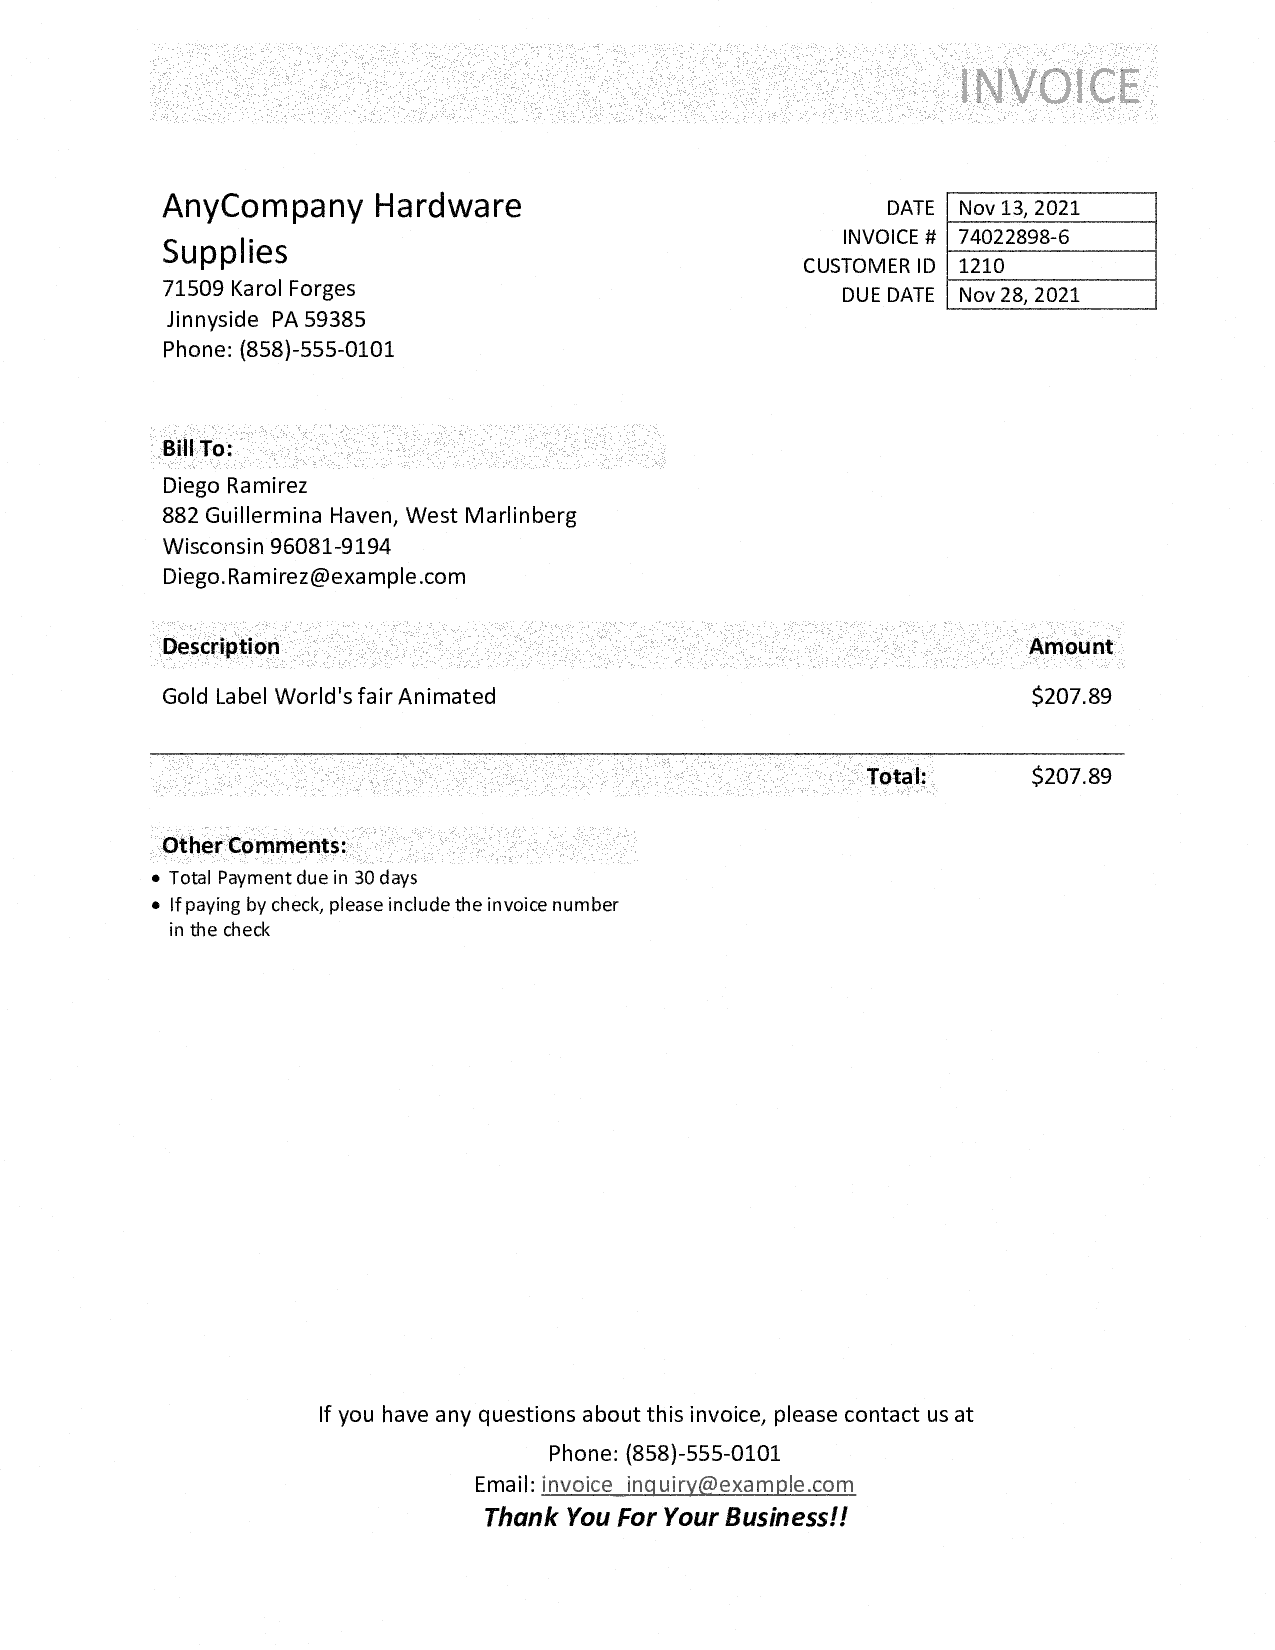 INVOICE
AnyCompany Hardware
Supplies
71509 Karol Forges
Jinnyside PA 59385
Phone: (858)-555-0101
DATE Nov 13, 2021
INVOICE # 74022898-6
CUSTOMER ID 1210
DUE DATE Nov 28, 2021
Bill To:
Diego Ramirez
882 Guillermina Haven, West Marlinberg
Wisconsin 96081-9194
Diego.Ramirez@example.com
Description Amount
Gold Label World's fair Animated $207.89
Total: $207.89
Other Comments:
• Total Payment due in 30 days
• If paying by check, please include the invoice number
in the check
If you have any questions about this invoice, please contact us at
Phone: (858)-555-0101
Email: invoice_inquiry@example.com
Thank You For Your Business!!